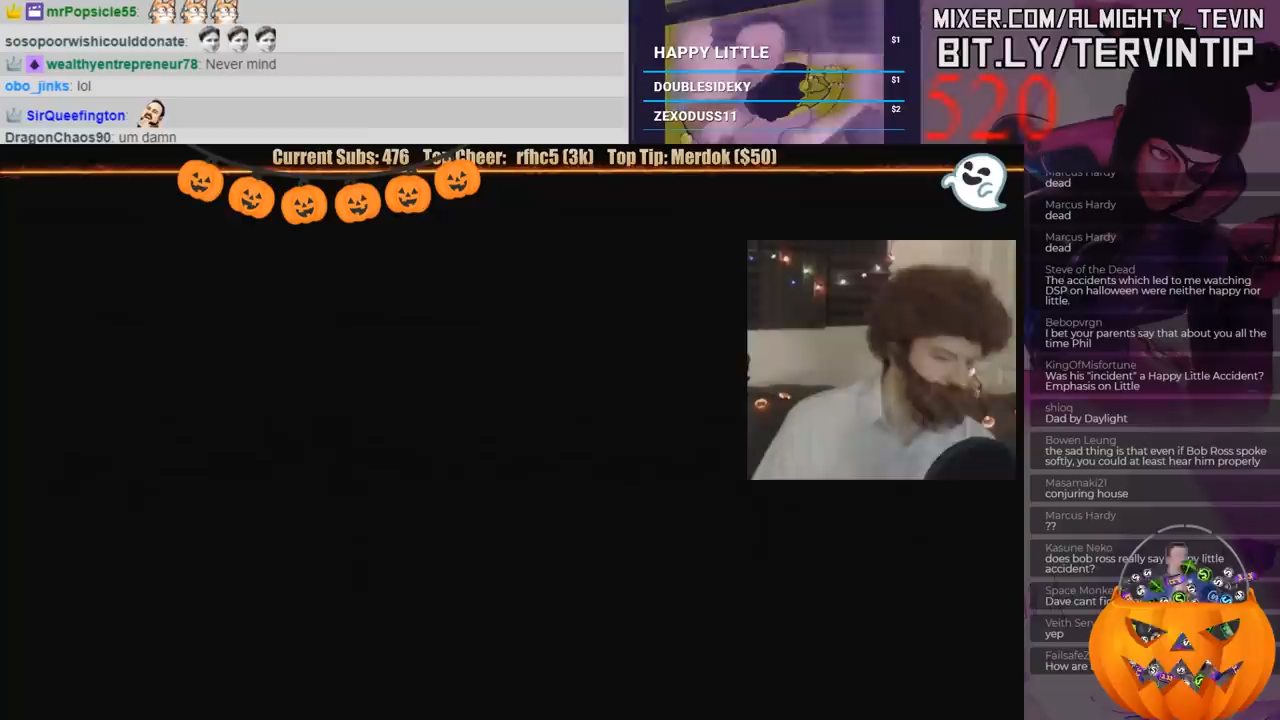 mrPopsicle55:
sosopoorwishicoulddonate:
wealthyentrepreneur78: Never mind
obo_jinks: lol
SirQueefington:
DragonChaos90: um damn
HAPPY LITTLE $1
DOUBLESIDEKY $1
ZEXODUSS11 $2
MIXER.COM/ALMIGHTY_TEVIN
BIT.LY/TERVINTIP
520
Current Subs: 476 Top Cheer: rfhc5 (3k) Top Tip: Merdok ($50)
Marcus Hardy
dead
Marcus Hardy
dead
Marcus Hardy
dead
Steve of the Dead
The accidents which led to me watching
DSP on halloween were neither happy nor
little.
Bebopvrgn
I bet your parents say that about you all the
time Phil
KingOfMisfortune
Was his "incident" a Happy Little Accident?
Emphasis on Little
shioq
Dad by Daylight
Bowen Leung
the sad thing is that even if Bob Ross spoke
softly, you could at least hear him properly
Masamaki21
conjuring house
Marcus Hardy
??
Kasune Neko
does bob ross really say little
accident?
Space
Dave cant
Veith
yep
How are